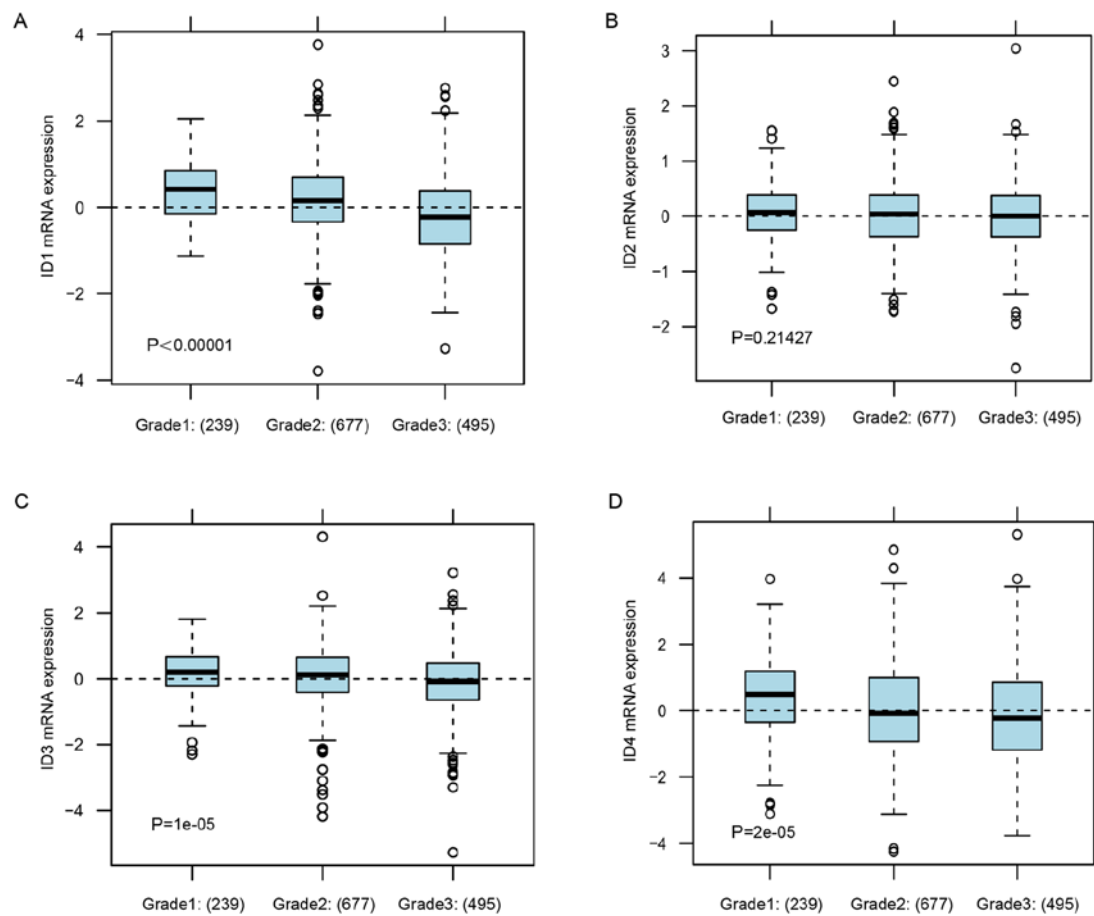 A
ID1 mRNA expression
4
2
0
−2
−4
P<0.00001
Grade1: (239) Grade2: (677) Grade3: (495)
B
ID2 mRNA expression
3
2
1
0
−1
−2
P=0.21427
Grade1: (239) Grade2: (677) Grade3: (495)
C
ID3 mRNA expression
4
2
0
−2
−4
P=1e-05
Grade1: (239) Grade2: (677) Grade3: (495)
D
ID4 mRNA expression
4
2
0
−2
−4
P=2e-05
Grade1: (239) Grade2: (677) Grade3: (495)